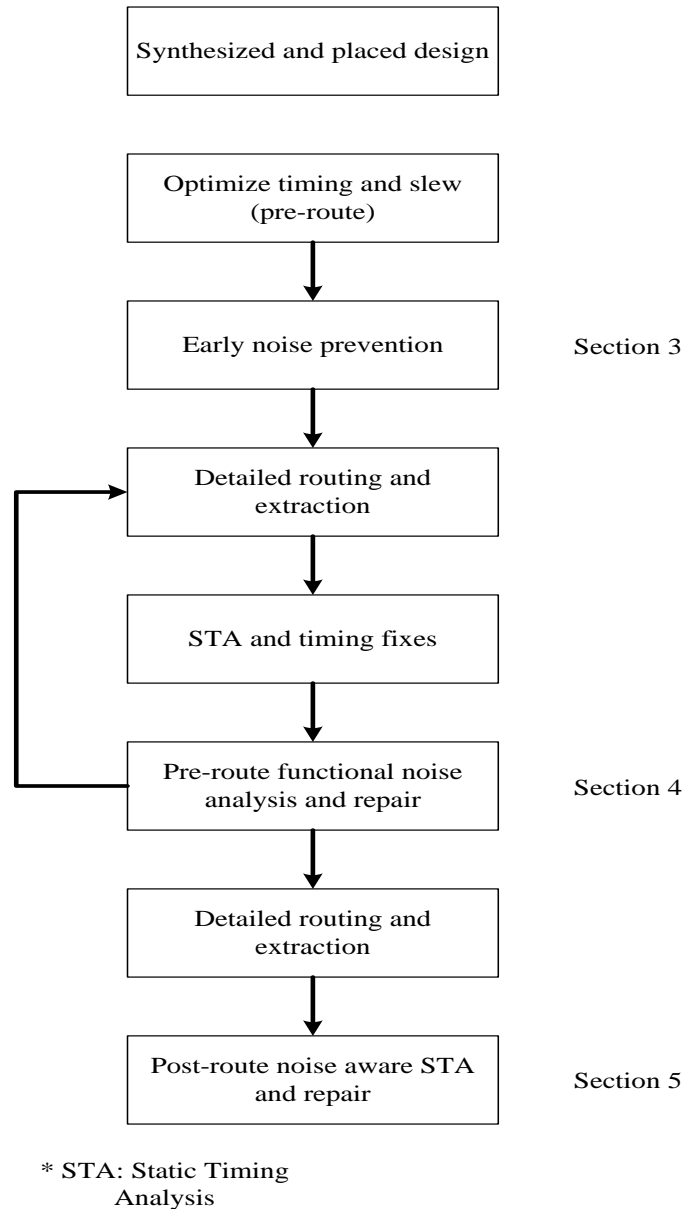 Synthesized and placed design
Optimize timing and slew
(pre-route)
Early noise prevention
Section 3
Detailed routing and
extraction
STA and timing fixes
Pre-route functional noise
analysis and repair
Section 4
Detailed routing and
extraction
Post-route noise aware STA
and repair
Section 5
* STA: Static Timing
Analysis